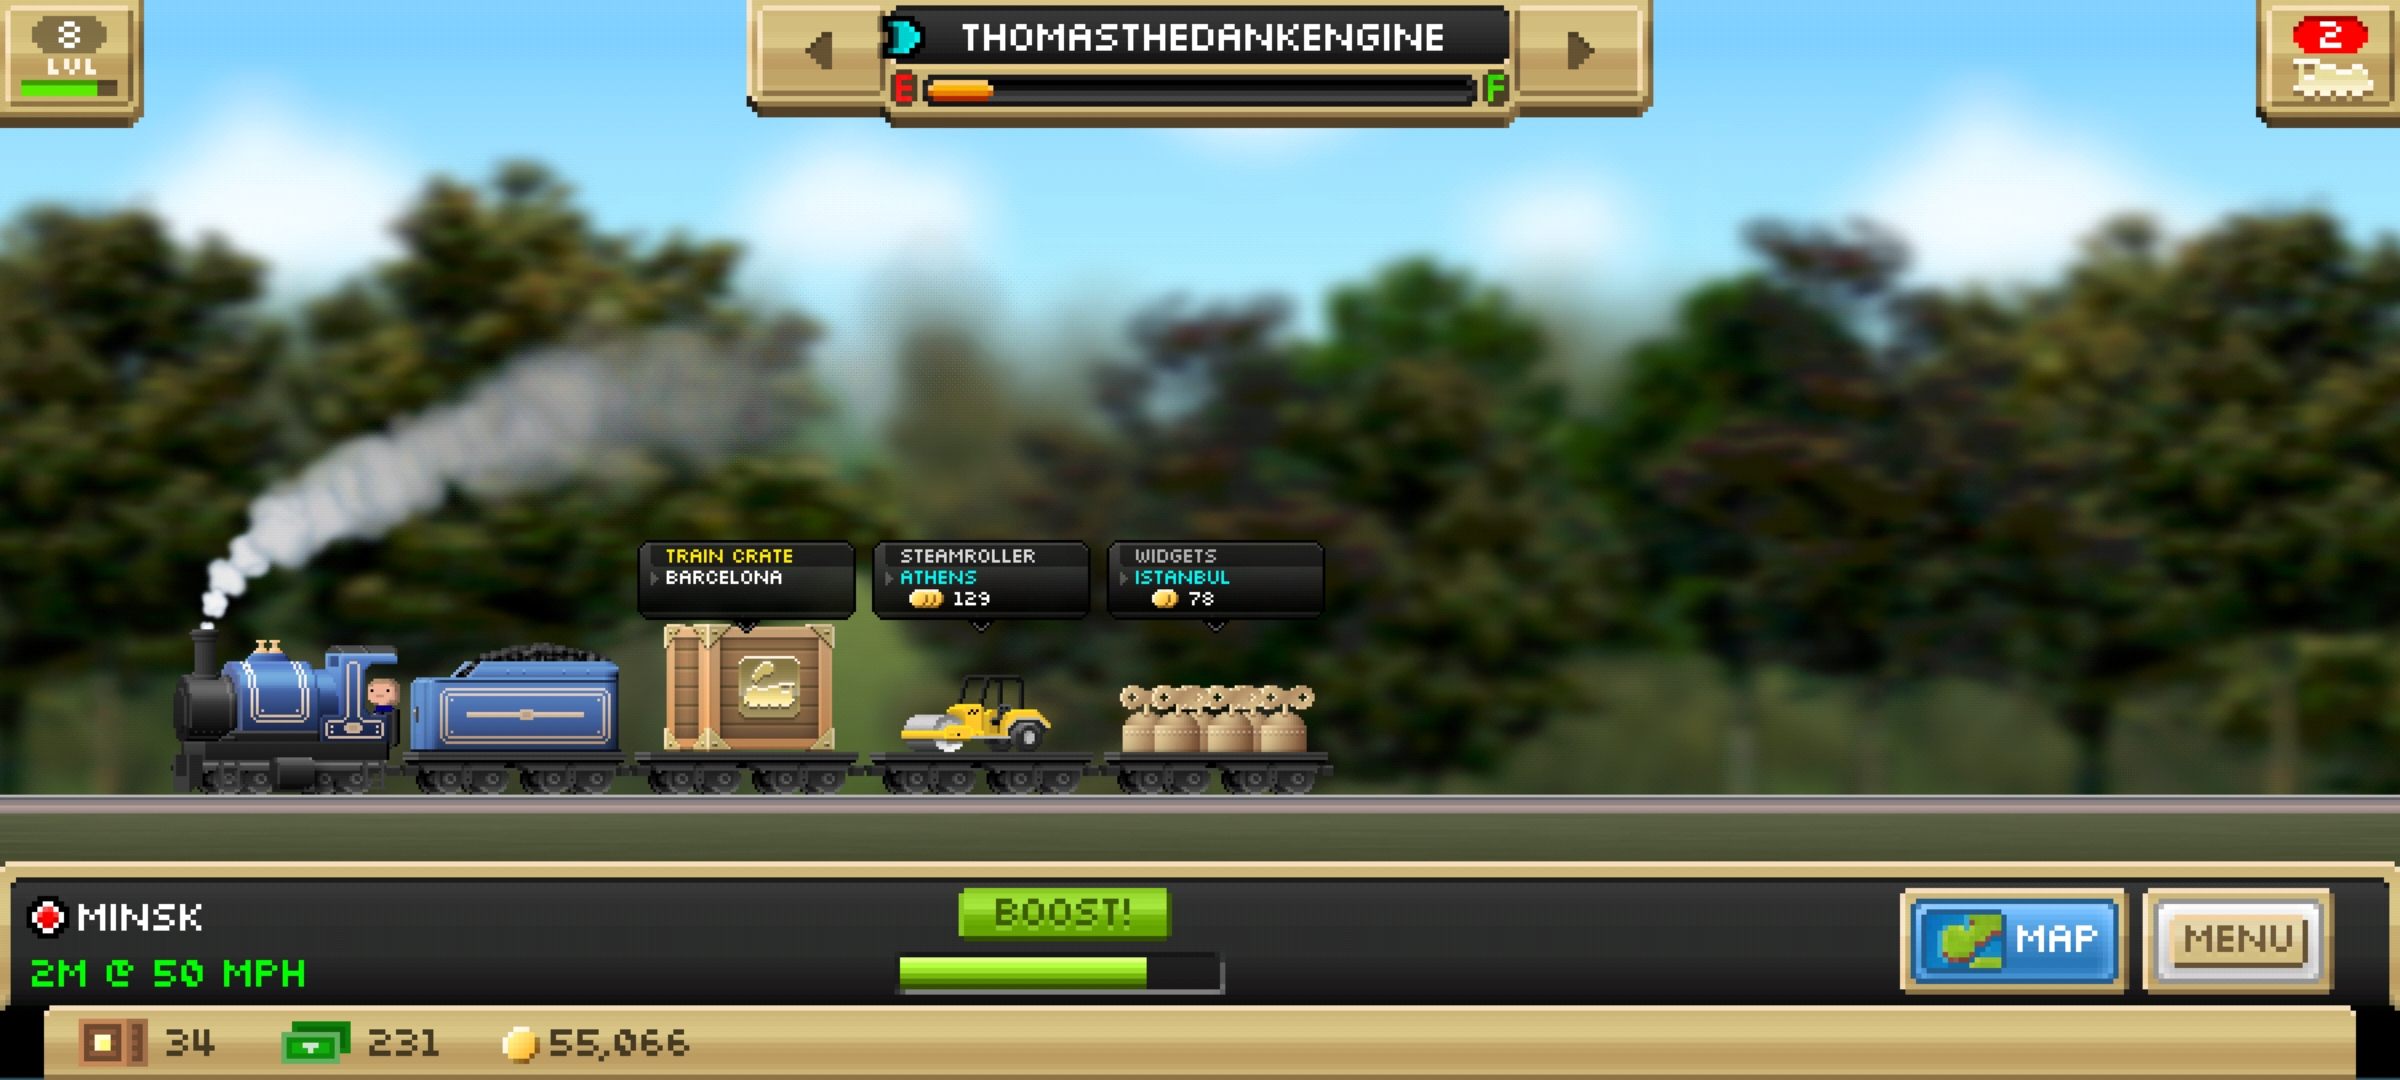 8
LVL
THOMASTHEDANKENGINE
E
F
2
TRAIN CRATE
BARCELONA
STEAMROLLER
ATHENS
129
WIDGETS
ISTANBUL
78
MINSK
2M @ 50 MPH
BOOST!
MAP
MENU
34
231
55,066